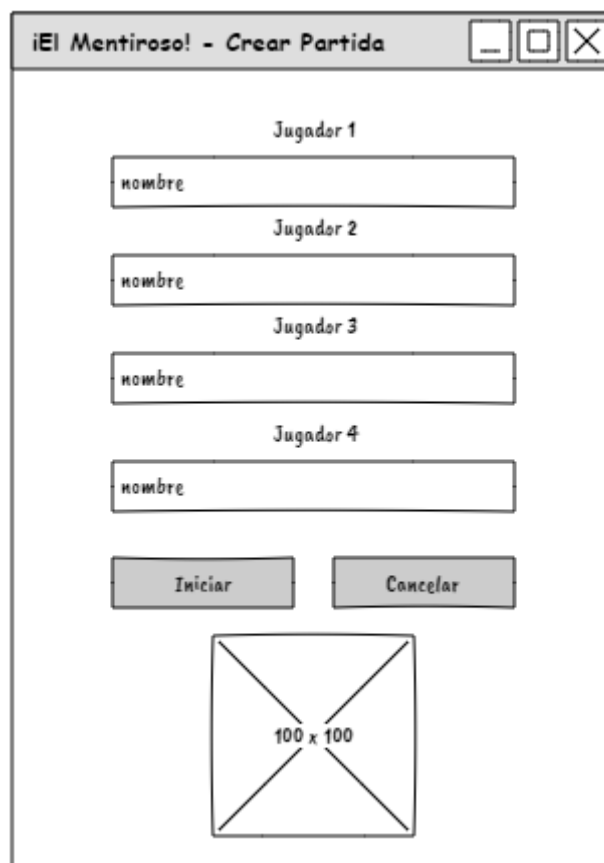 ¡El Mentiroso! - Crear Partida
Jugador 1
nombre
Jugador 2
nombre
Jugador 3
nombre
Jugador 4
nombre
Iniciar Cancelar
100 x 100